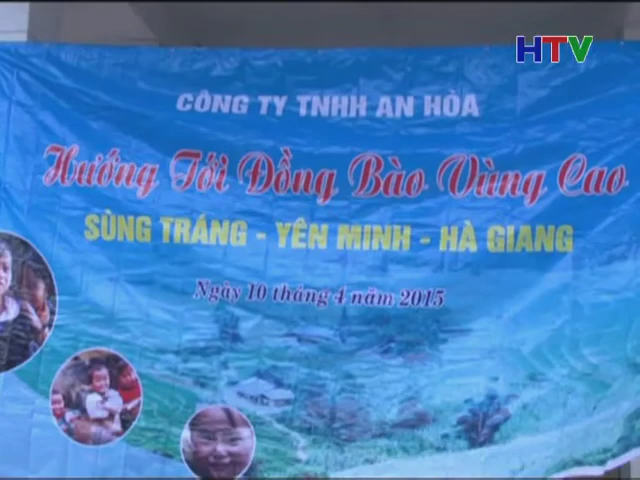 HTV
CÔNG TY TNHH AN HÒA
Hướng Tới Đồng Bào Vùng Cao
SÙNG TRÁNG - YÊN MINH - HÀ GIANG
Ngày 10 tháng 4 năm 2015